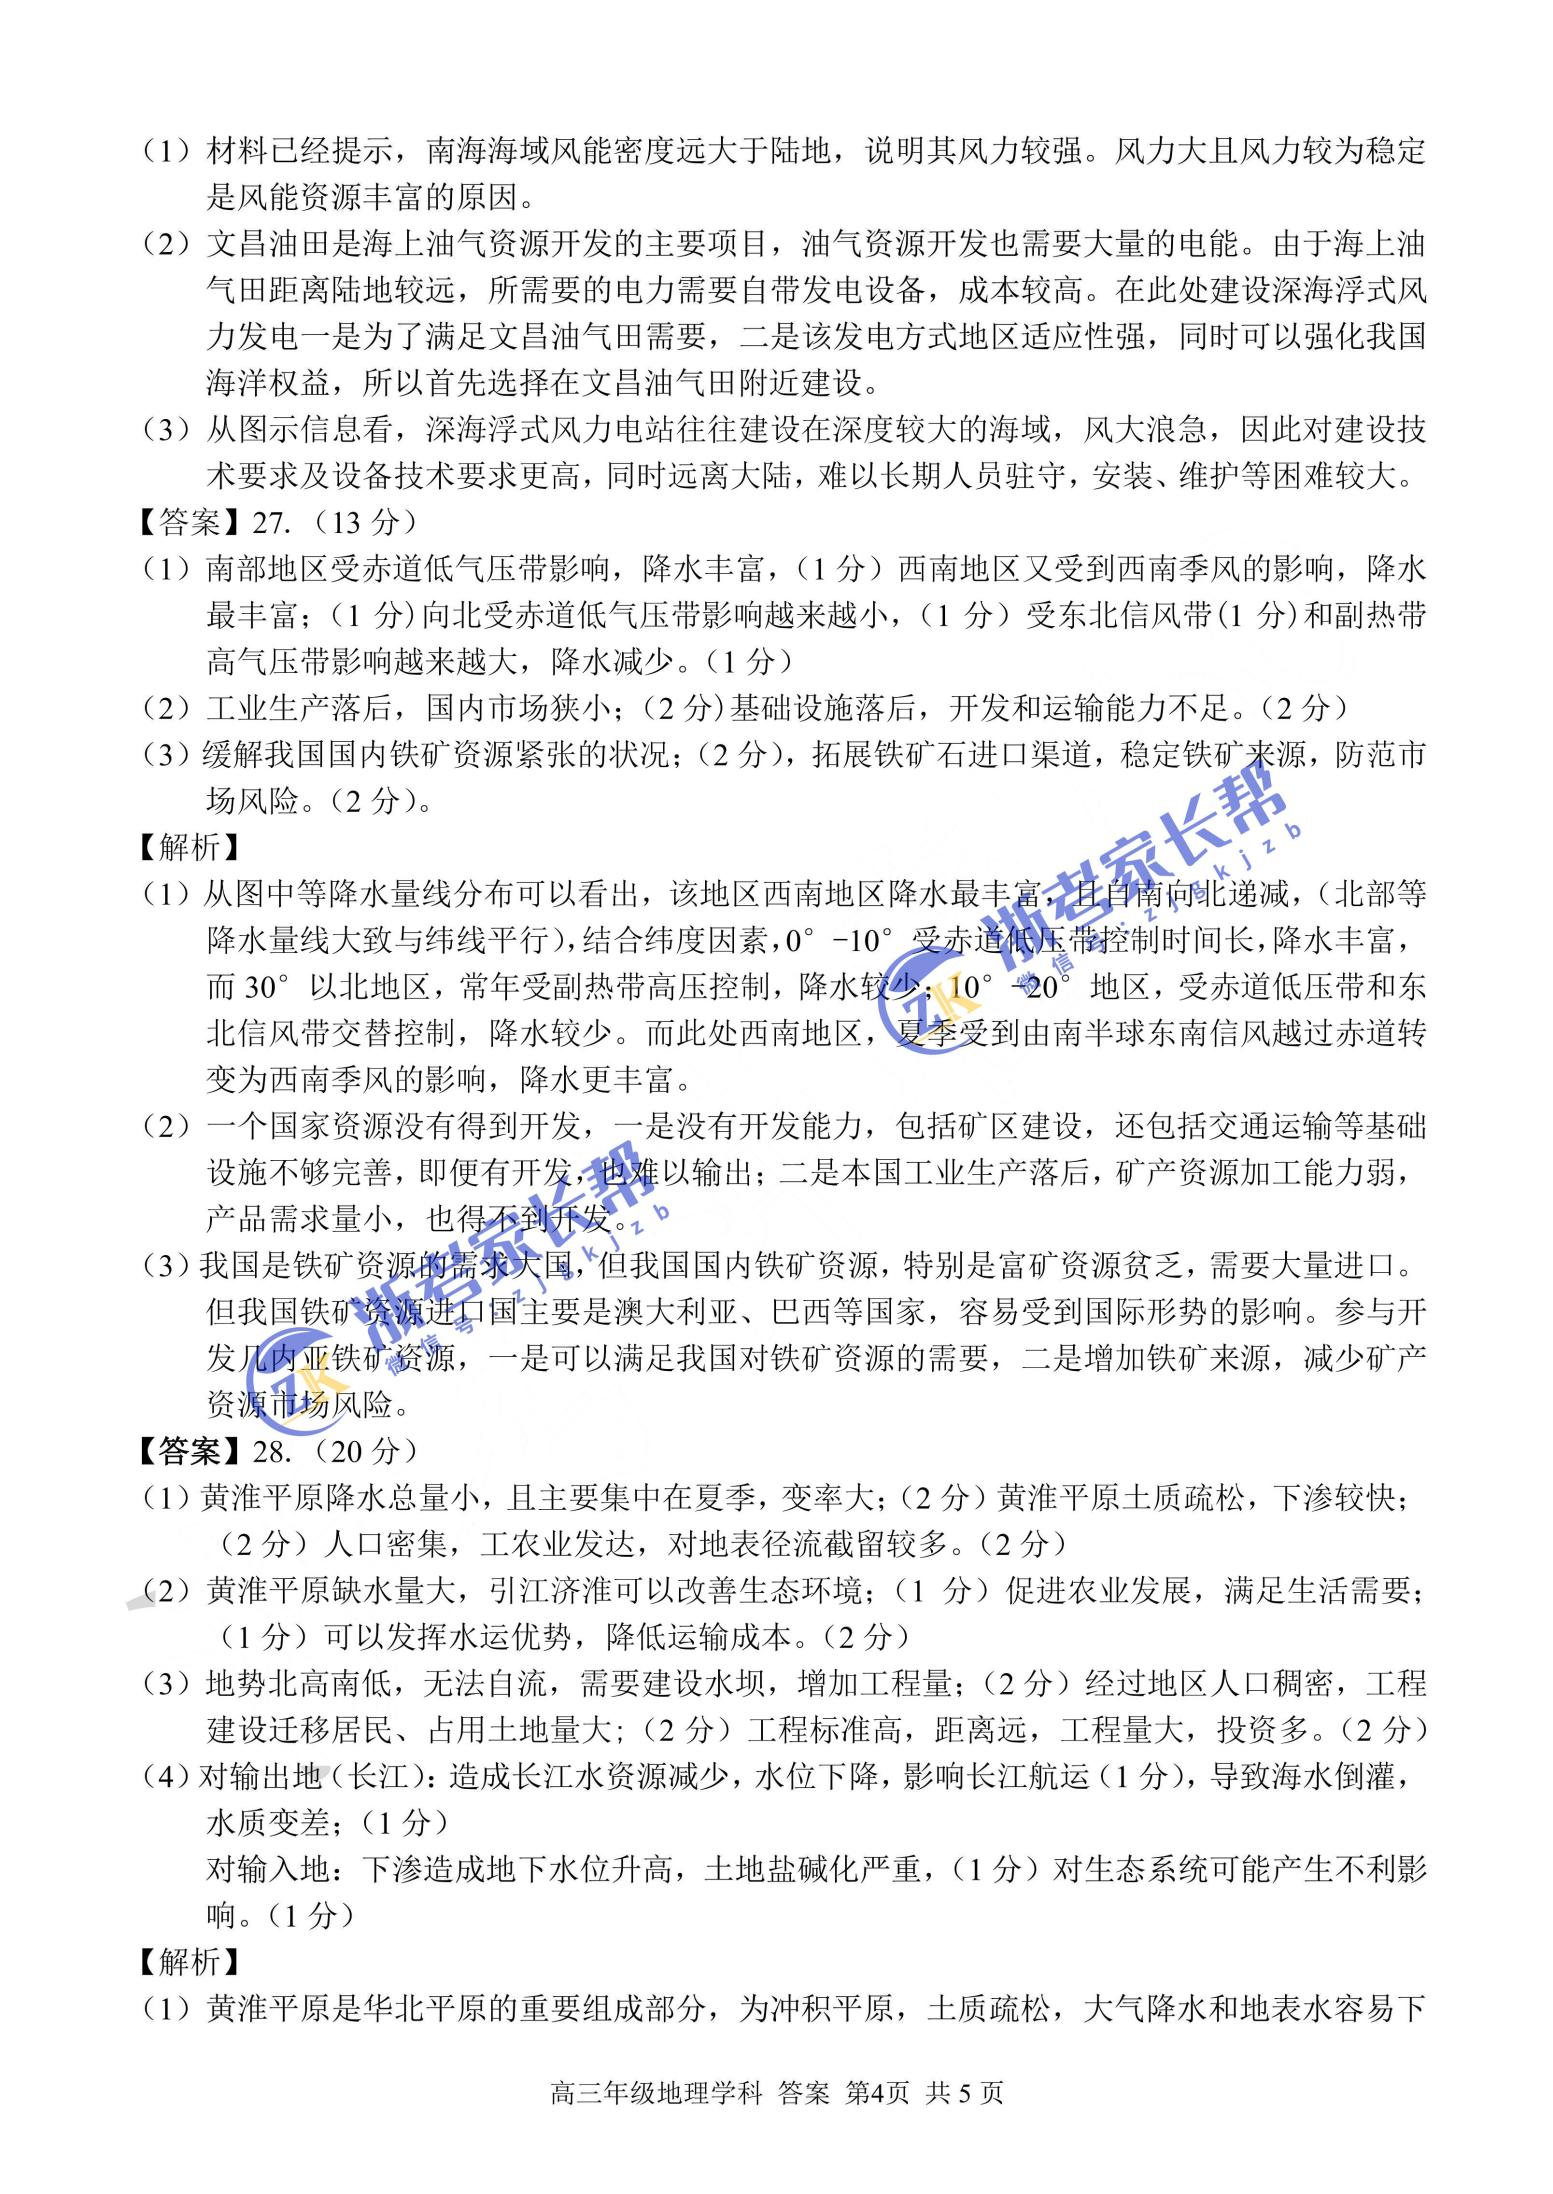 （1）材料已经提示，南海海域风能密度远大于陆地，说明其风力较强。风力大且风力较为稳定
是风能资源丰富的原因。
（2）文昌油田是海上油气资源开发的主要项目，油气资源开发也需要大量的电能。由于海上油
气田距离陆地较远，所需要的电力需要自带发电设备，成本较高。在此处建设深海浮式风
力发电一是为了满足文昌油气田需要，二是该发电方式地区适应性强，同时可以强化我国
海洋权益，所以首先选择在文昌油气田附近建设。
（3）从图示信息看，深海浮式风力电站往往建设在深度较大的海域，风大浪急，因此对建设技
术要求及设备技术要求更高，同时远离大陆，难以长期人员驻守，安装、维护等困难较大。
【答案】27.（13 分）
（1）南部地区受赤道低气压带影响，降水丰富，（1 分）西南地区又受到西南季风的影响，降水
最丰富；（1 分)向北受赤道低气压带影响越来越小，（1 分）受东北信风带(1 分)和副热带
高气压带影响越来越大，降水减少。（1 分）
（2）工业生产落后，国内市场狭小；（2 分)基础设施落后，开发和运输能力不足。（2 分）
（3）缓解我国国内铁矿资源紧张的状况；（2 分），拓展铁矿石进口渠道，稳定铁矿来源，防范市
场风险。（2 分）。
【解析】
（1）从图中等降水量线分布可以看出，该地区西南地区降水最丰富，且自南向北递减，（北部等
降水量线大致与纬线平行），结合纬度因素，0°-10°受赤道低压带控制时间长，降水丰富，
而 30°以北地区，常年受副热带高压控制，降水较少；10°-20°地区，受赤道低压带和东
北信风带交替控制，降水较少。而此处西南地区，夏季受到由南半球东南信风越过赤道转
变为西南季风的影响，降水更丰富。
（2）一个国家资源没有得到开发，一是没有开发能力，包括矿区建设，还包括交通运输等基础
设施不够完善，即便有开发，也难以输出；二是本国工业生产落后，矿产资源加工能力弱，
产品需求量小，也得不到开发。
（3）我国是铁矿资源的需求大国，但我国国内铁矿资源，特别是富矿资源贫乏，需要大量进口。
但我国铁矿资源进口国主要是澳大利亚、巴西等国家，容易受到国际形势的影响。参与开
发几内亚铁矿资源，一是可以满足我国对铁矿资源的需要，二是增加铁矿来源，减少矿产
资源市场风险。
【答案】28.（20 分）
（1）黄淮平原降水总量小，且主要集中在夏季，变率大；（2 分）黄淮平原土质疏松，下渗较快；
（2 分）人口密集，工农业发达，对地表径流截留较多。（2 分）
（2）黄淮平原缺水量大，引江济淮可以改善生态环境；（1 分）促进农业发展，满足生活需要；
（1 分）可以发挥水运优势，降低运输成本。（2 分）
（3）地势北高南低，无法自流，需要建设水坝，增加工程量；（2 分）经过地区人口稠密，工程
建设迁移居民、占用土地量大；（2 分）工程标准高，距离远，工程量大，投资多。（2 分）
（4）对输出地（长江）：造成长江水资源减少，水位下降，影响长江航运（1 分），导致海水倒灌，
水质变差；（1 分）
对输入地：下渗造成地下水位升高，土地盐碱化严重，（1 分）对生态系统可能产生不利影
响。（1 分）
【解析】
（1）黄淮平原是华北平原的重要组成部分，为冲积平原，土质疏松，大气降水和地表水容易下
高三年级地理学科 答案 第4页 共 5 页
浙考家长帮
微信号：zjgkjzb
ZK
浙考家长帮
微信号：zjgkjzb
ZK